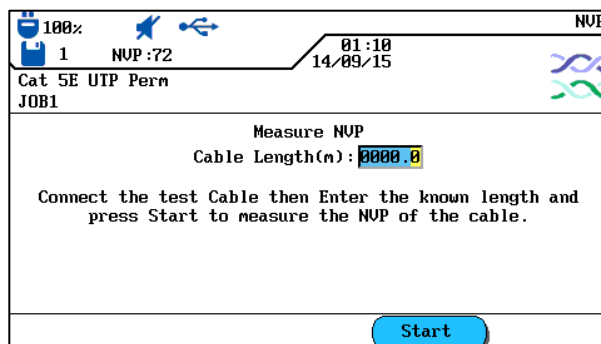 100%
NVP
1
NVP:72
01:10
14/09/15
Cat 5E UTP Perm
JOB1
Measure NVP
Cable Length(m):0000.0
Connect the test Cable then Enter the known length and
press Start to measure the NVP of the cable.
Start